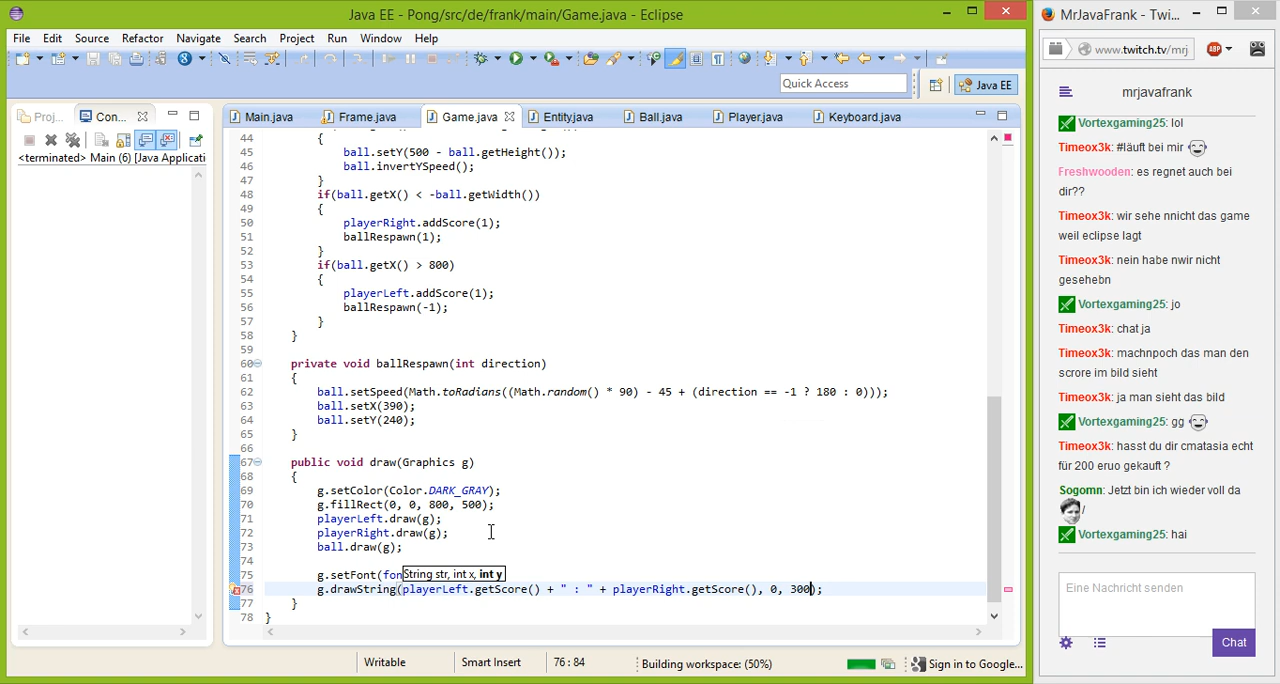 Java EE - Pong/src/de/frank/main/Game.java - Eclipse
File Edit Source Refactor Navigate Search Project Run Window Help
Quick Access
Java EE
Proj...
Con...
<terminated> Main (6) [Java Applicati
Main.java
Frame.java
Game.java
Entity.java
Ball.java
Player.java
Keyboard.java
44 {
45 ball.setY(500 - ball.getHeight());
46 ball.invertYSpeed();
47 }
48 if(ball.getX() < -ball.getWidth())
49 {
50 playerRight.addScore(1);
51 ballRespawn(1);
52 }
53 if(ball.getX() > 800)
54 {
55 playerLeft.addScore(1);
56 ballRespawn(-1);
57 }
58 }
59
60 private void ballRespawn(int direction)
61 {
62 ball.setSpeed(Math.toRadians((Math.random() * 90) - 45 + (direction == -1 ? 180 : 0)));
63 ball.setX(390);
64 ball.setY(240);
65 }
66
67 public void draw(Graphics g)
68 {
69 g.setColor(Color.DARK_GRAY);
70 g.fillRect(0, 0, 800, 500);
71 playerLeft.draw(g);
72 playerRight.draw(g);
73 ball.draw(g);
74
75 g.setFont(fon
String str, int x, int y
76 g.drawString(playerLeft.getScore() + " : " + playerRight.getScore(), 0, 300);
77 }
78 }
Writable
Smart Insert
76 : 84
Building workspace: (50%)
Sign in to Google...
MrJavaFrank - Twi...
www.twitch.tv/mrj
ABP
mrjavafrank
Vortexgaming25: lol
Timeox3k: #läuft bei mir
Freshwooden: es regnet auch bei
dir??
Timeox3k: wir sehe nnicht das game
weil eclipse lagt
Timeox3k: nein habe nwir nicht
gesehebn
Vortexgaming25: jo
Timeox3k: chat ja
Timeox3k: machnpoch das man den
scrore im bild sieht
Timeox3k: ja man sieht das bild
Vortexgaming25: gg
Timeox3k: hasst du dir cmatasia echt
für 200 eruo gekauft ?
Sogomn: Jetzt bin ich wieder voll da
/
Vortexgaming25: hai
Eine Nachricht senden
Chat